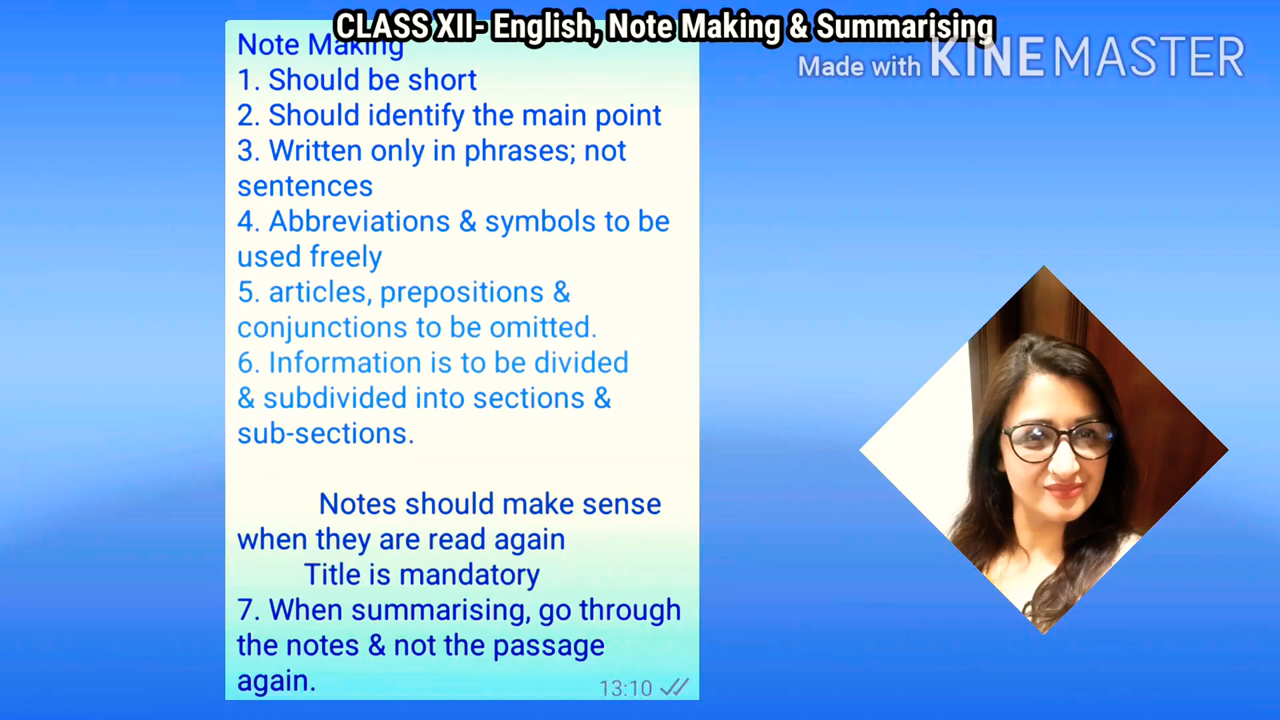 CLASS XII- English, Note Making & Summarising
Made with KINEMASTER
Note Making
1. Should be short
2. Should identify the main point
3. Written only in phrases; not
sentences
4. Abbreviations & symbols to be
used freely
5. articles, prepositions &
conjunctions to be omitted.
6. Information is to be divided
& subdivided into sections &
sub-sections.
Notes should make sense
when they are read again
Title is mandatory
7. When summarising, go through
the notes & not the passage
again.
13:10